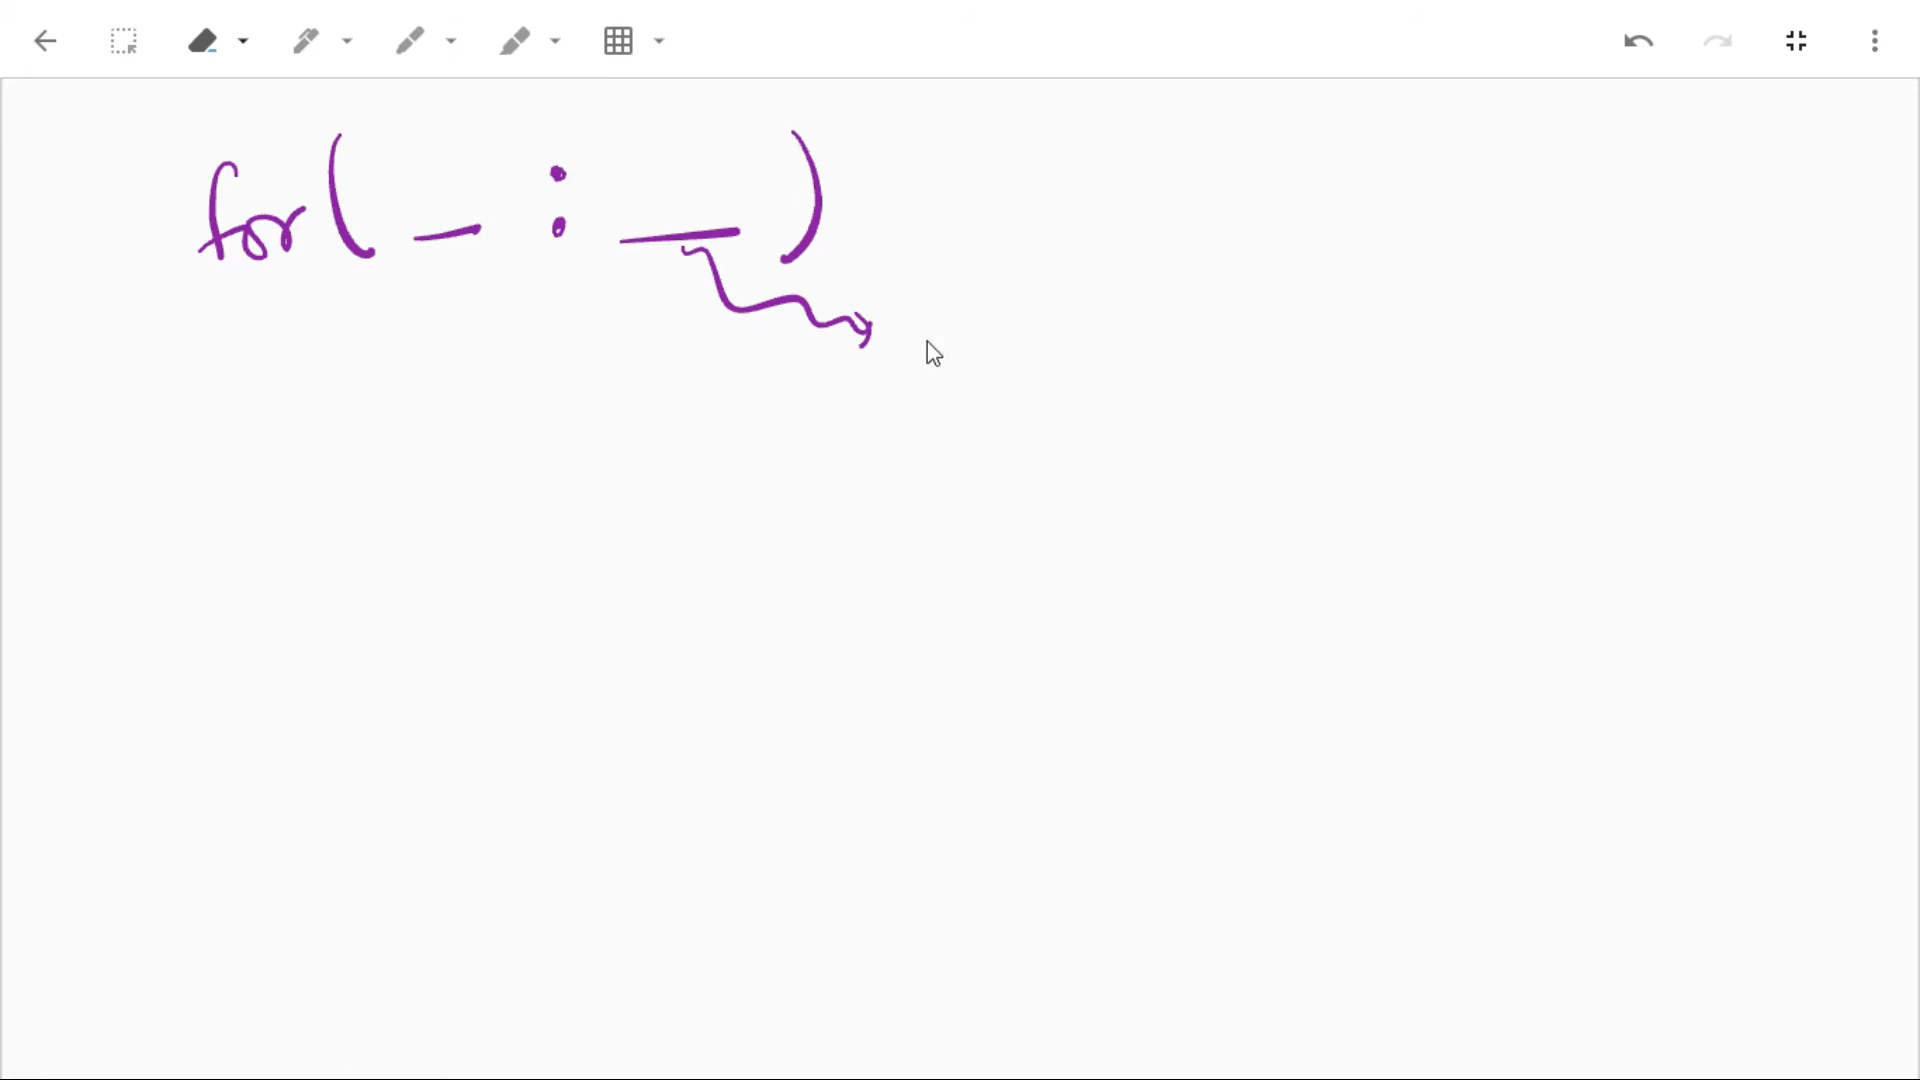 for( _ : _ )